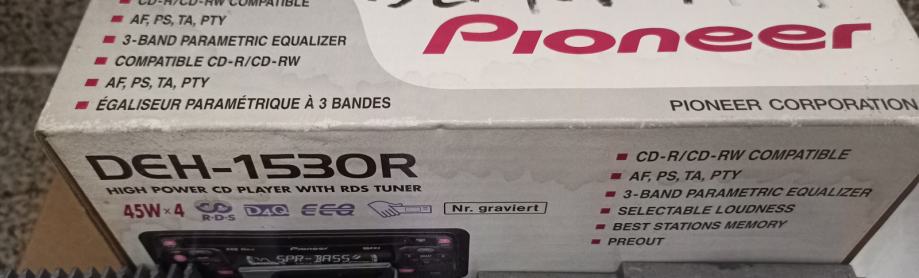 CD-R/CD-RW COMPATIBLE
AF, PS, TA, PTY
3-BAND PARAMETRIC EQUALIZER
COMPATIBLE CD-R/CD-RW
AF, PS, TA, PTY
ÉGALISEUR PARAMÉTRIQUE À 3 BANDES
Pioneer
PIONEER CORPORATION
DEH-1530R
HIGH POWER CD PLAYER WITH RDS TUNER
45W×4 CD R•D•S EEQ Nr. graviert
Pioneer
SPR-BASS
CD-R/CD-RW COMPATIBLE
AF, PS, TA, PTY
3-BAND PARAMETRIC EQUALIZER
SELECTABLE LOUDNESS
BEST STATIONS MEMORY
PREOUT